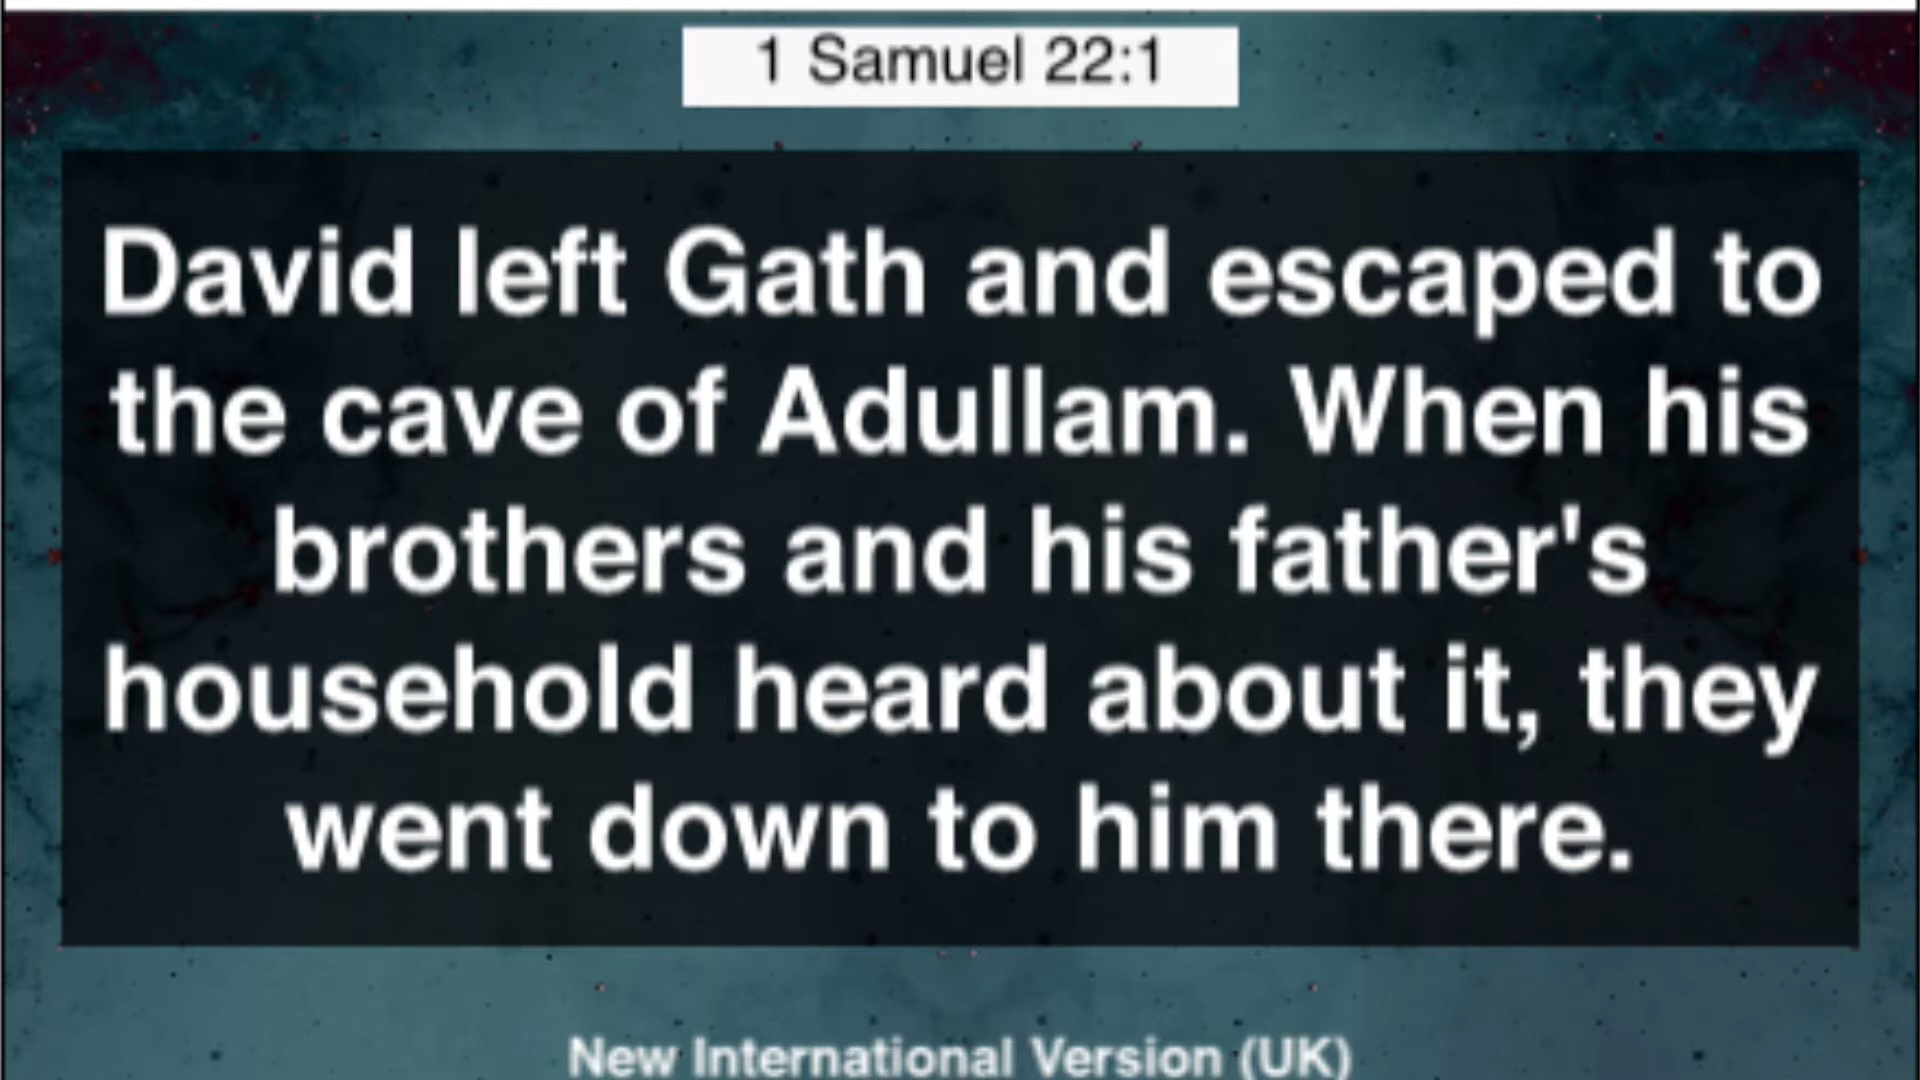 1 Samuel 22:1
David left Gath and escaped to
the cave of Adullam. When his
brothers and his father's
household heard about it, they
went down to him there.
New International Version (UK)